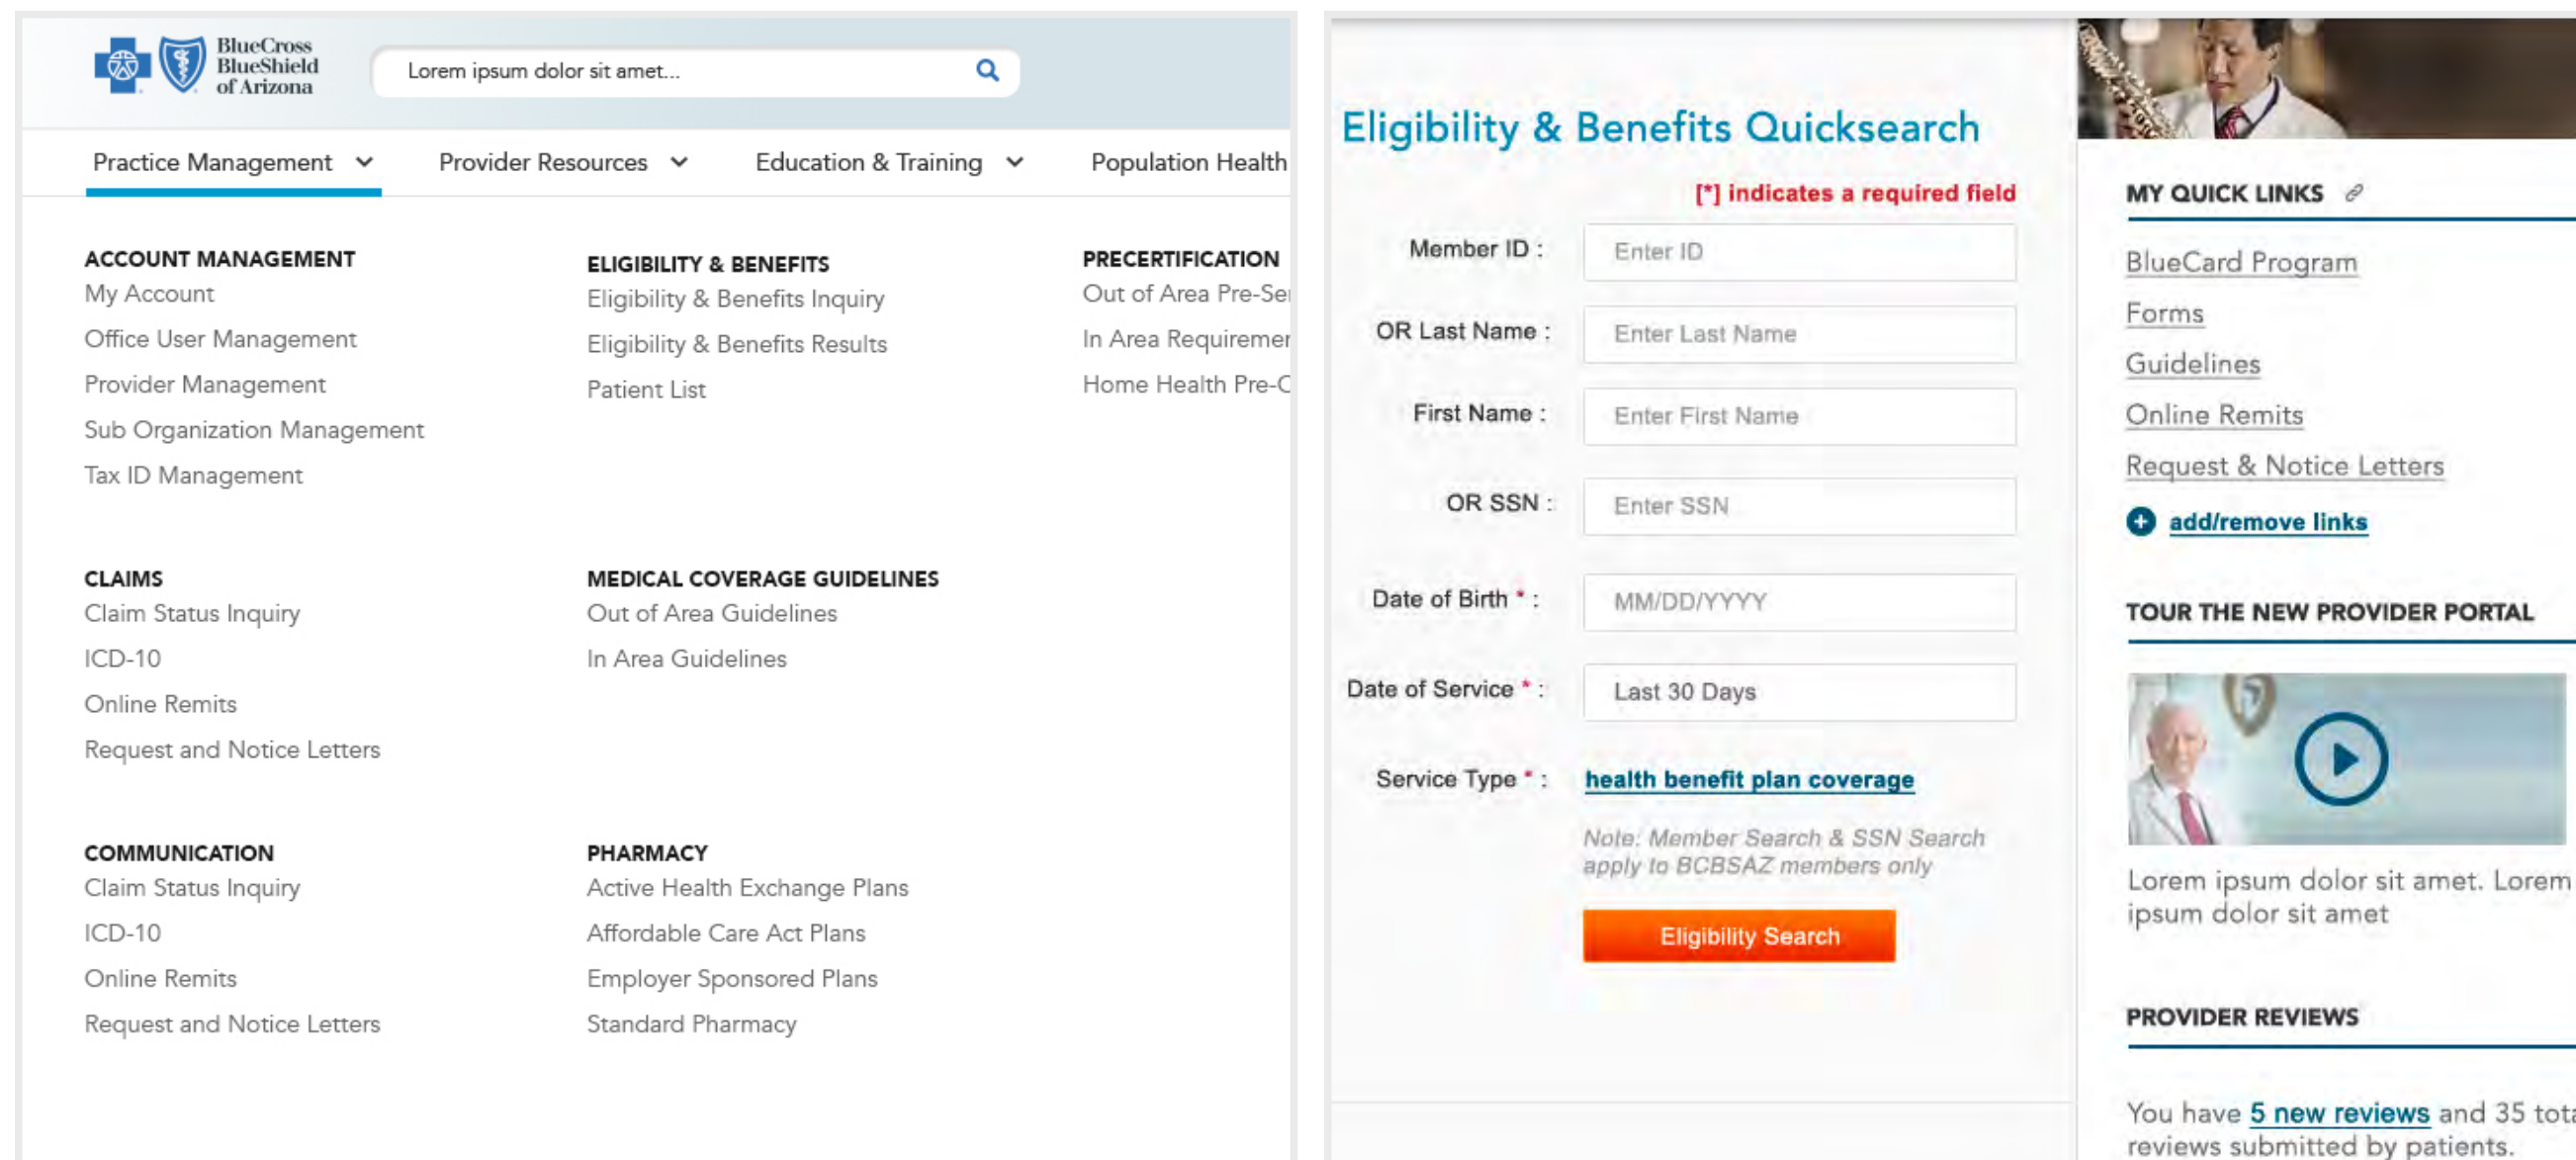 BlueCross
BlueShield
of Arizona
Lorem ipsum dolor sit amet...
Practice Management
Provider Resources
Education & Training
Population Health
ACCOUNT MANAGEMENT
My Account
Office User Management
Provider Management
Sub Organization Management
Tax ID Management
ELIGIBILITY & BENEFITS
Eligibility & Benefits Inquiry
Eligibility & Benefits Results
Patient List
PRECERTIFICATION
Out of Area
In Area
Home Health
CLAIMS
Claim Status Inquiry
ICD-10
Online Remits
Request and Notice Letters
MEDICAL COVERAGE GUIDELINES
Out of Area Guidelines
In Area Guidelines
COMMUNICATION
Claim Status Inquiry
ICD-10
Online Remits
Request and Notice Letters
PHARMACY
Active Health Exchange Plans
Affordable Care Act Plans
Employer Sponsored Plans
Standard Pharmacy
Eligibility & Benefits Quicksearch
[*] indicates a required field
Member ID : Enter ID
OR Last Name : Enter Last Name
First Name : Enter First Name
OR SSN : Enter SSN
Date of Birth * : MM/DD/YYYY
Date of Service * : Last 30 Days
Service Type * : health benefit plan coverage
Note: Member Search & SSN Search
apply to BCBSAZ members only
Eligibility Search
MY QUICK LINKS
BlueCard Program
Forms
Guidelines
Online Remits
Request & Notice Letters
add/remove links
TOUR THE NEW PROVIDER PORTAL
Lorem ipsum dolor sit amet. Lorem
ipsum dolor sit amet
PROVIDER REVIEWS
You have 5 new reviews and 35
reviews submitted by patients.